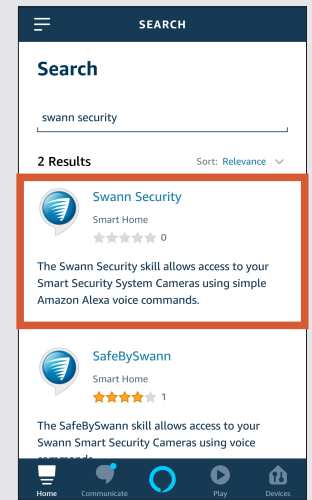 SEARCH
Search
swann security
2 Results
Sort: Relevance
Swann Security
Smart Home
0
The Swann Security skill allows access to your
Smart Security System Cameras using simple
Amazon Alexa voice commands.
SafeBySwann
Smart Home
1
The SafeBySwann skill allows access to your
Swann Smart Security Cameras using voice
commands
Home
Communicate
Play
Devices